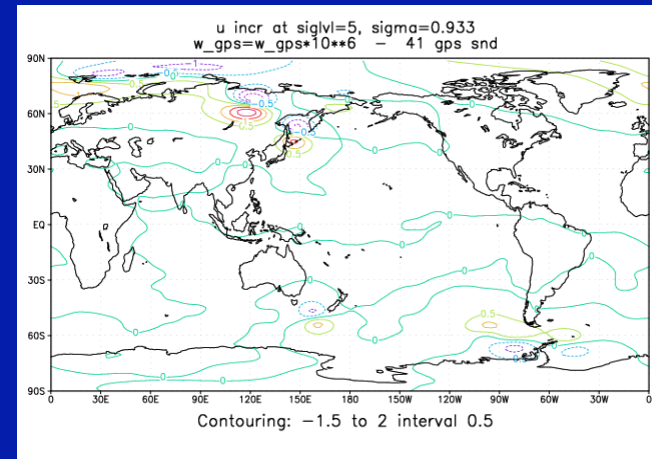 u incr at siglvl=5, sigma=0.933
w_gps=w_gps*10**6 - 41 gps snd
90N
60N
30N
EQ
30S
60S
90S
0 30E 60E 90E 120E 150E 180 150W 120W 90W 60W 30W 0
Contouring: -1.5 to 2 interval 0.5